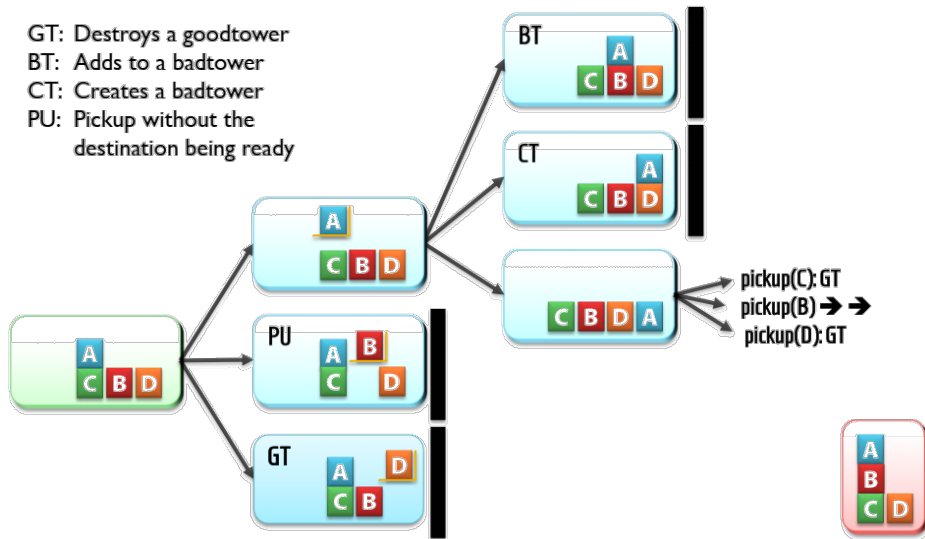 GT: Destroys a goodtower
BT: Adds to a badtower
CT: Creates a badtower
PU: Pickup without the
destination being ready
A
C B D
A
C B D
PU
A B
C D
GT
A D
C B
BT
A
C B D
CT
A
C B D
C B D A
pickup(C): GT
pickup(B) → →
pickup(D): GT
A
B
C D